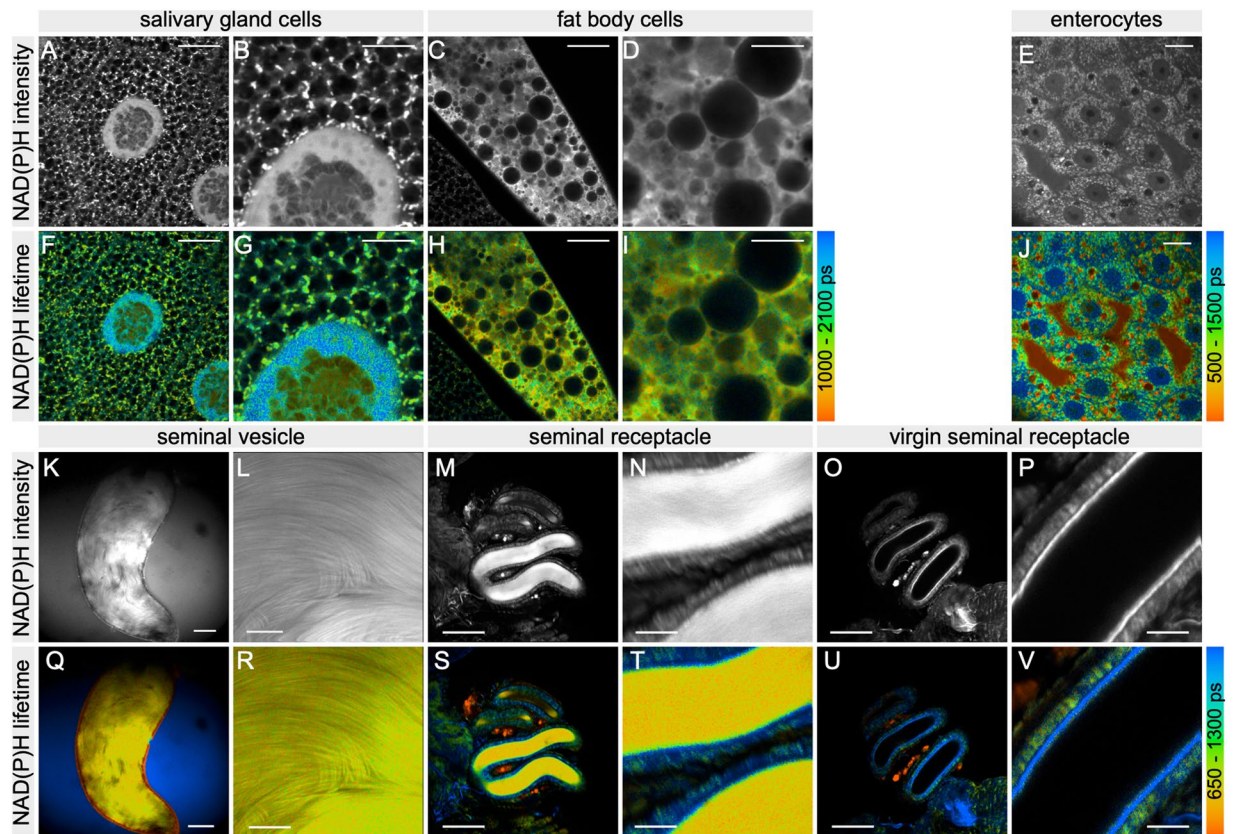 salivary gland cells fat body cells enterocytes
NAD(P)H intensity
A B C D E
NAD(P)H lifetime
F G H I J
1000 - 2100 ps
500 - 1500 ps
seminal vesicle seminal receptacle virgin seminal receptacle
NAD(P)H intensity
K L M N O P
NAD(P)H lifetime
Q R S T U V
650 - 1300 ps